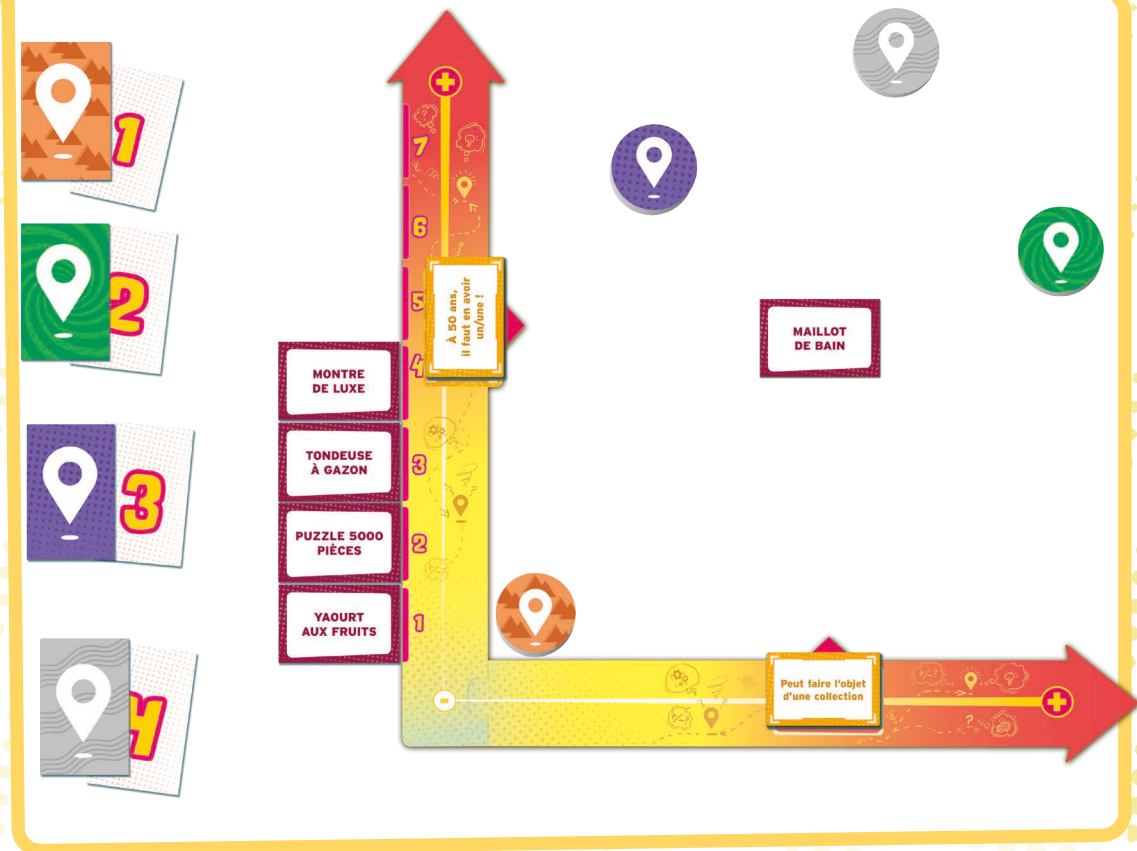 1
2
3
4
7
6
5
4
3
2
1
À 50 ans,
il faut en avoir
un/une !
MONTRE
DE LUXE
TONDEUSE
À GAZON
PUZZLE 5000
PIÈCES
YAOURT
AUX FRUITS
MAILLOT
DE BAIN
Peut faire l'objet
d'une collection